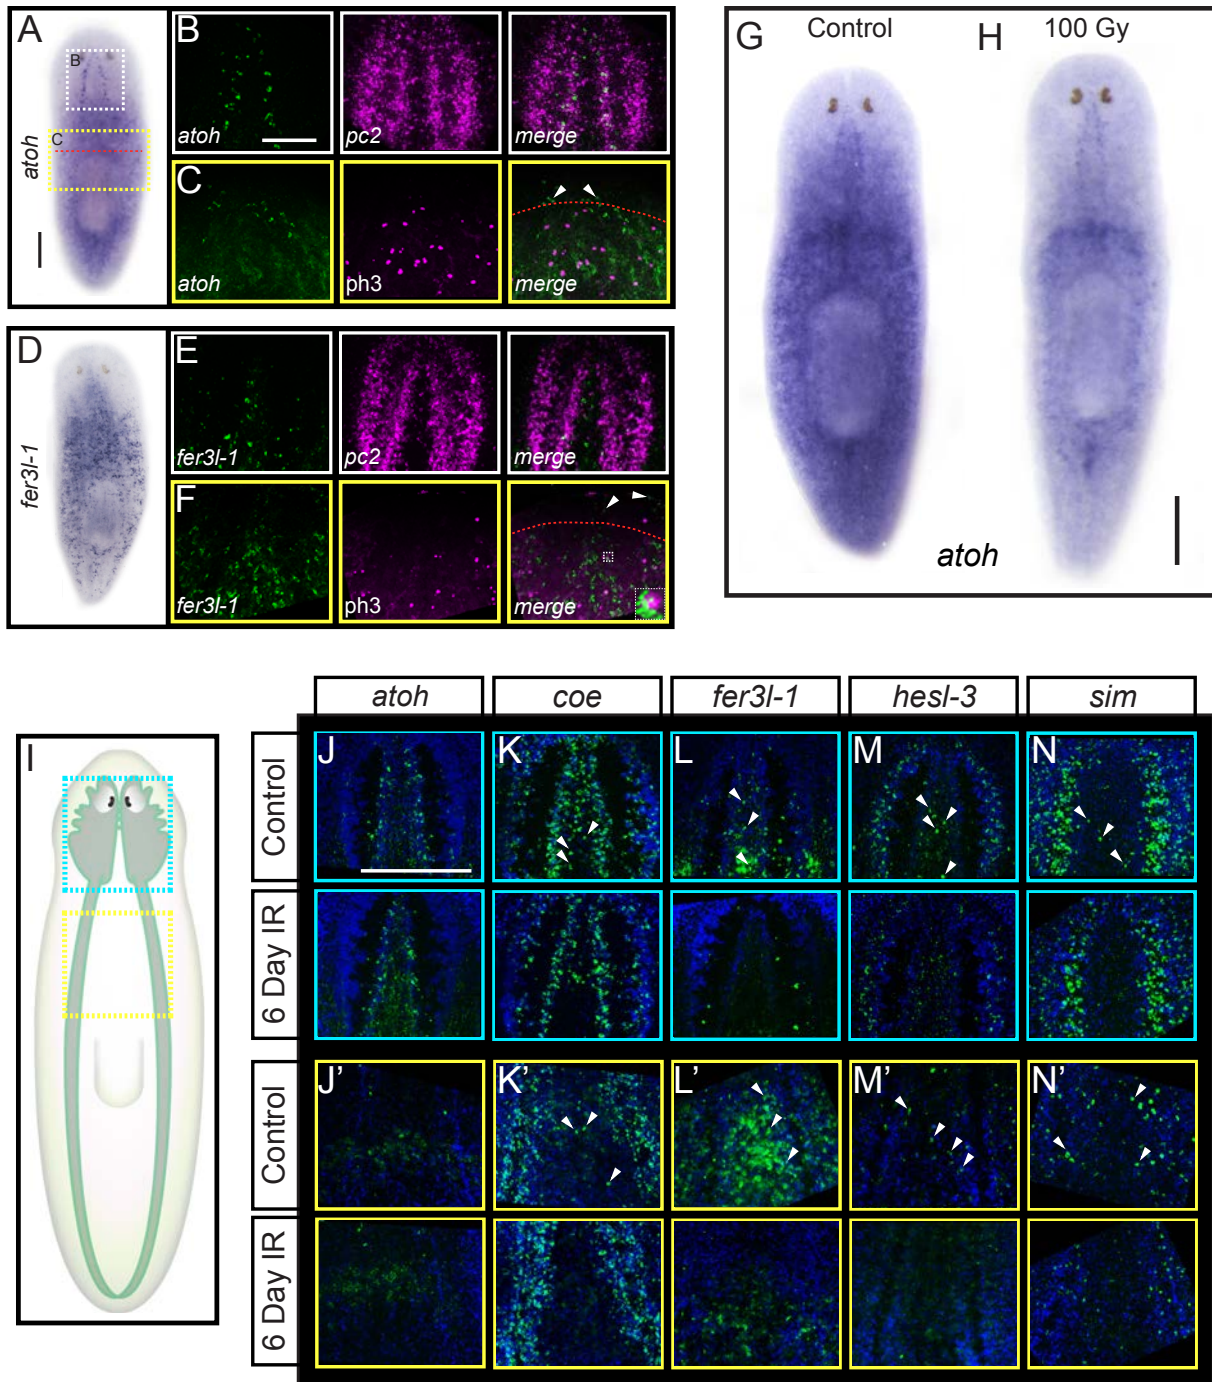 A
B
C
atoh
B
atoh
pc2
merge
C
atoh
ph3
merge
D
fer3l-1
E
fer3l-1
pc2
merge
F
fer3l-1
ph3
merge
G
Control
H
100 Gy
atoh
I
atoh
coe
fer3l-1
hesl-3
sim
Control
J
K
L
M
N
6 Day IR
Control
J’
K’
L’
M’
N’
6 Day IR